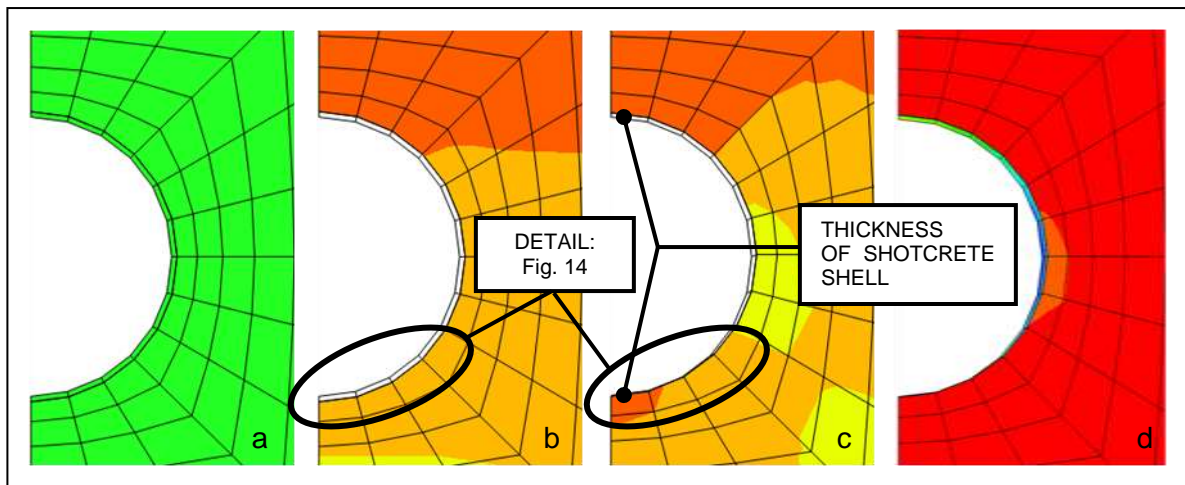 DETAIL:
Fig. 14
THICKNESS
OF SHOTCRETE
SHELL
a
b
c
d